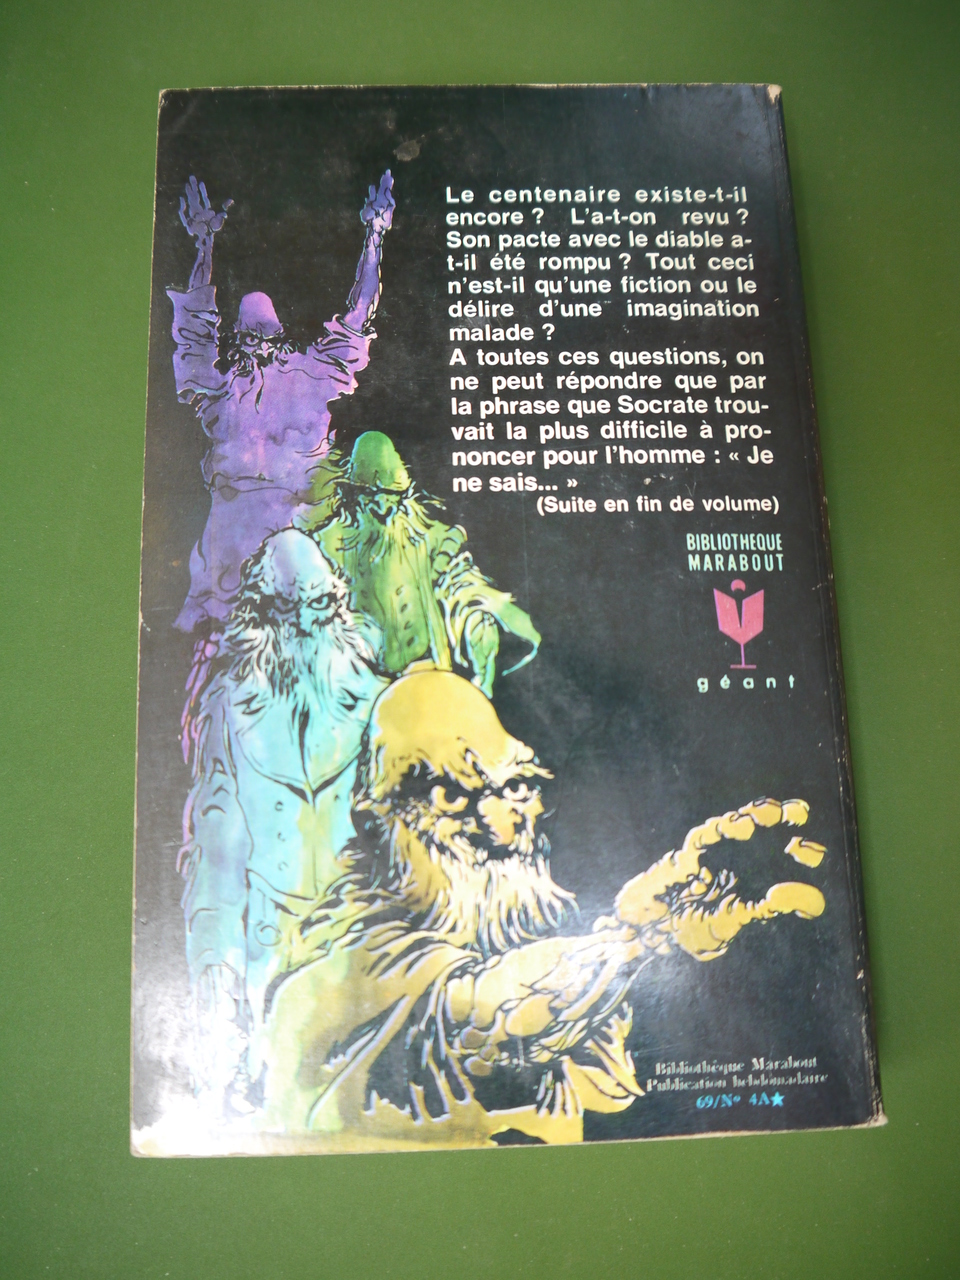 Le centenaire existe-t-il
encore ? L'a-t-on revu ?
Son pacte avec le diable a-
t-il été rompu ? Tout ceci
n'est-il qu'une fiction ou le
délire d'une imagination
malade ?
A toutes ces questions, on
ne peut répondre que par
la phrase que Socrate trou-
vait la plus difficile à pro-
noncer pour l'homme : « Je
ne sais... »
(Suite en fin de volume)
BIBLIOTHEQUE
MARABOUT
géant
Bibliothèque Marabout
Publication hebdomadaire
69/Nº 4A★